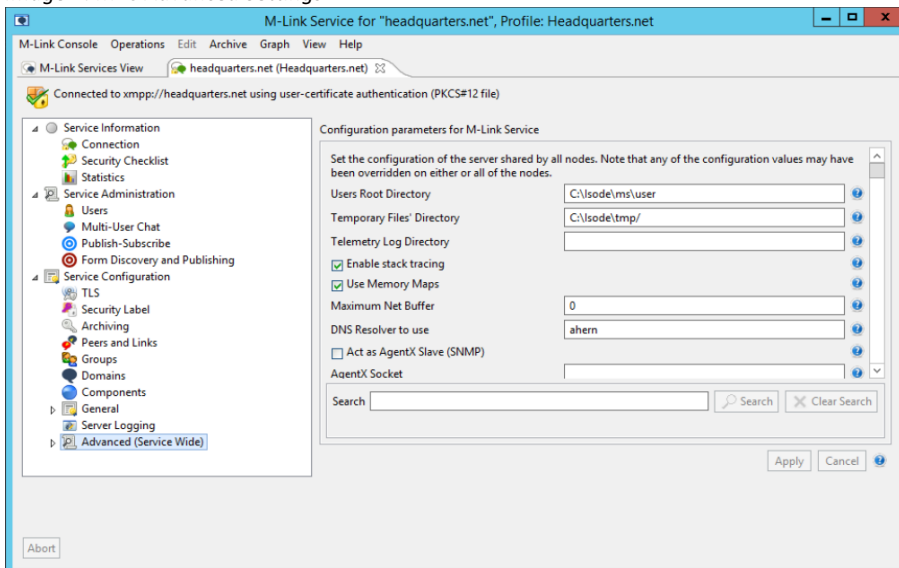 M-Link Service for "headquarters.net", Profile: Headquarters.net
M-Link Console Operations Edit Archive Graph View Help
M-Link Services View headquarters.net (Headquarters.net)
Connected to xmpp://headquarters.net using user-certificate authentication (PKCS#12 file)
Service Information
Connection
Security Checklist
Statistics
Service Administration
Users
Multi-User Chat
Publish-Subscribe
Form Discovery and Publishing
Service Configuration
TLS
Security Label
Archiving
Peers and Links
Groups
Domains
Components
General
Server Logging
Advanced (Service Wide)
Configuration parameters for M-Link Service
Set the configuration of the server shared by all nodes. Note that any of the configuration values may have
been overridden on either or all of the nodes.
Users Root Directory C:\Isode\ms\user
Temporary Files' Directory C:\Isode\tmp/
Telemetry Log Directory
Enable stack tracing
Use Memory Maps
Maximum Net Buffer 0
DNS Resolver to use ahern
Act as AgentX Slave (SNMP)
AgentX Socket
Search Search Clear Search
Apply Cancel
Abort